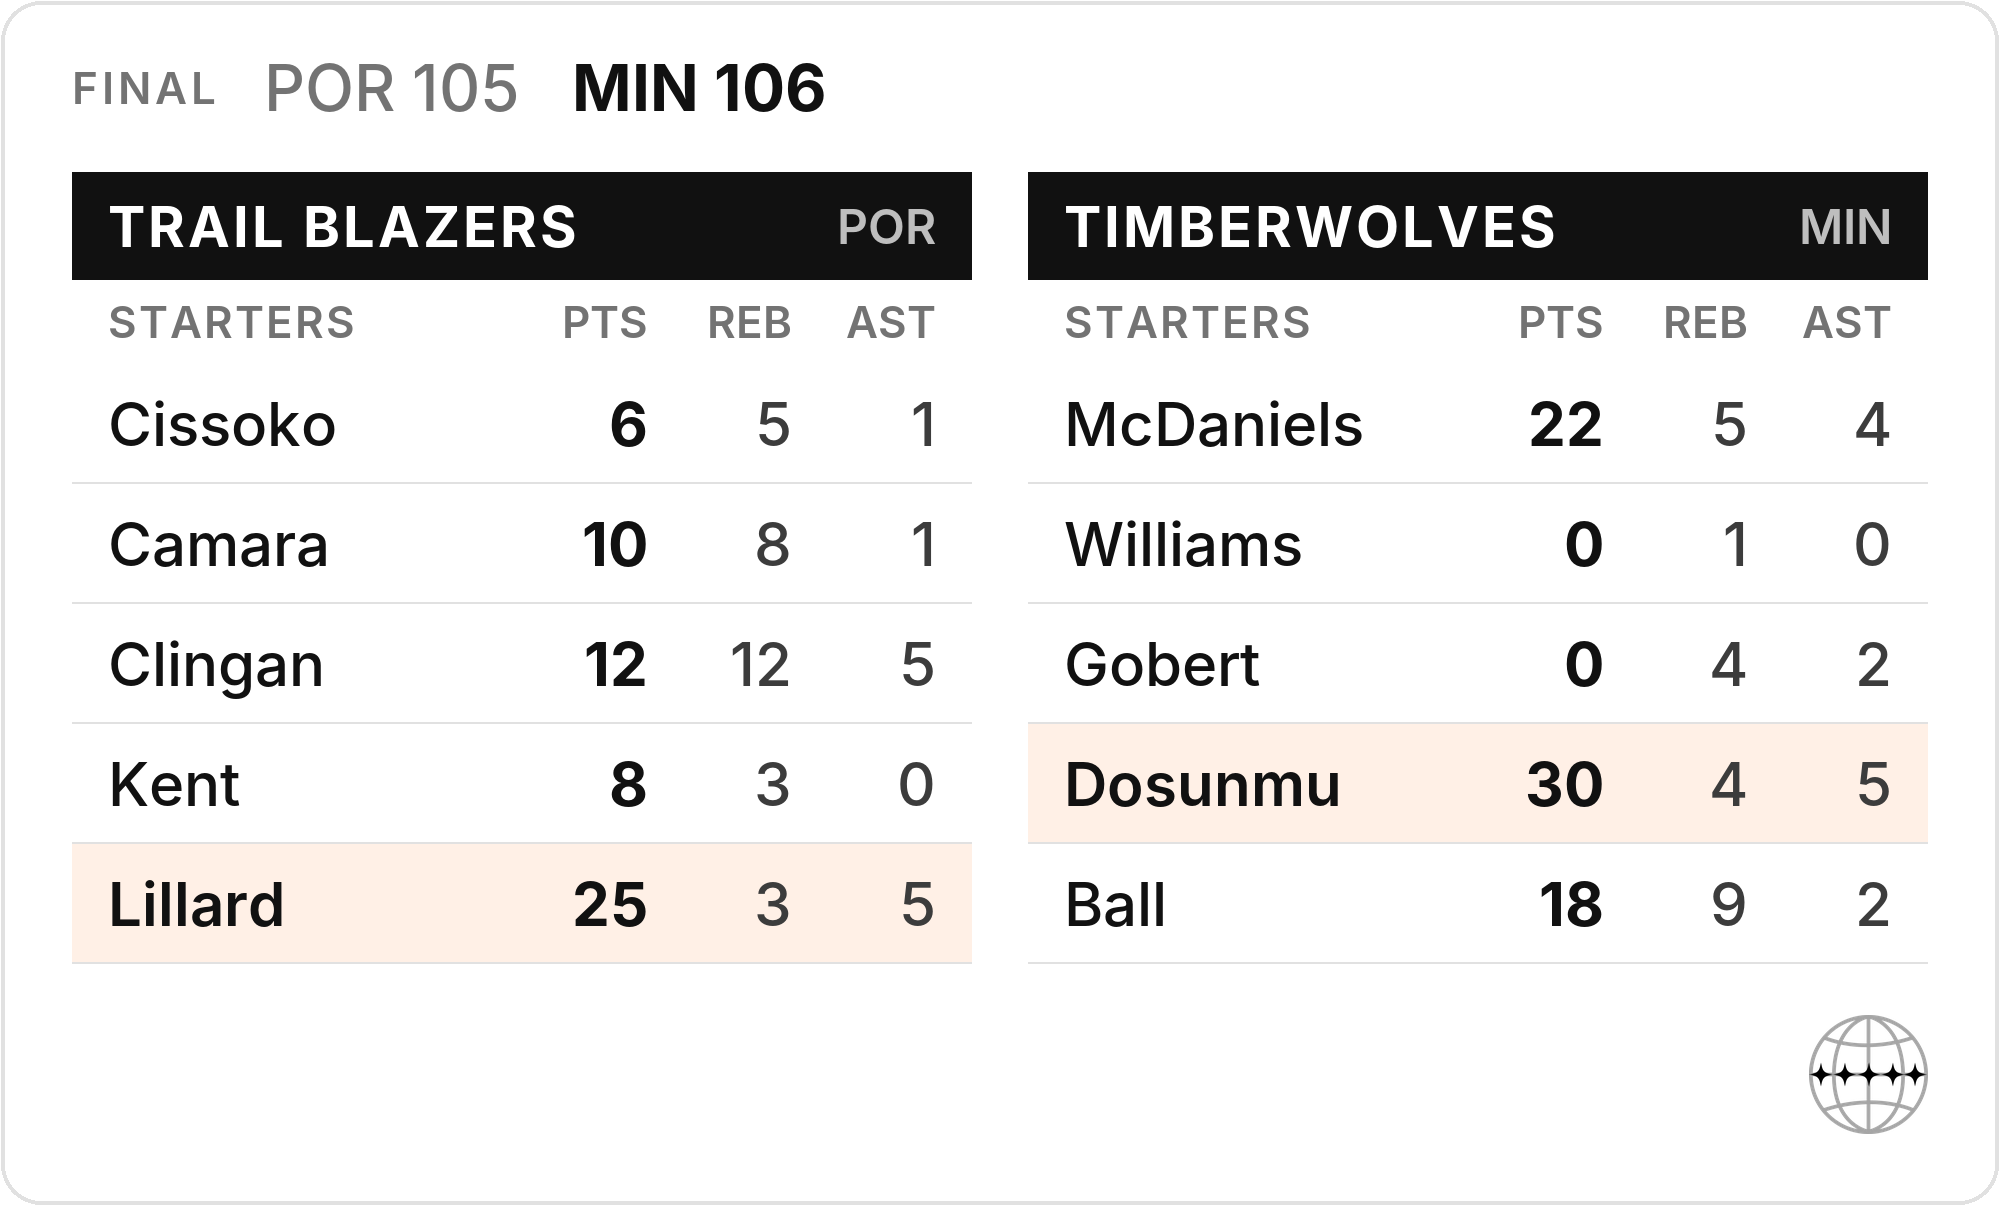 FINAL POR 105 MIN 106
TRAIL BLAZERS POR
STARTERS PTS REB AST
Cissoko 6 5 1
Camara 10 8 1
Clingan 12 12 5
Kent 8 3 0
Lillard 25 3 5
TIMBERWOLVES MIN
STARTERS PTS REB AST
McDaniels 22 5 4
Williams 0 1 0
Gobert 0 4 2
Dosunmu 30 4 5
Ball 18 9 2